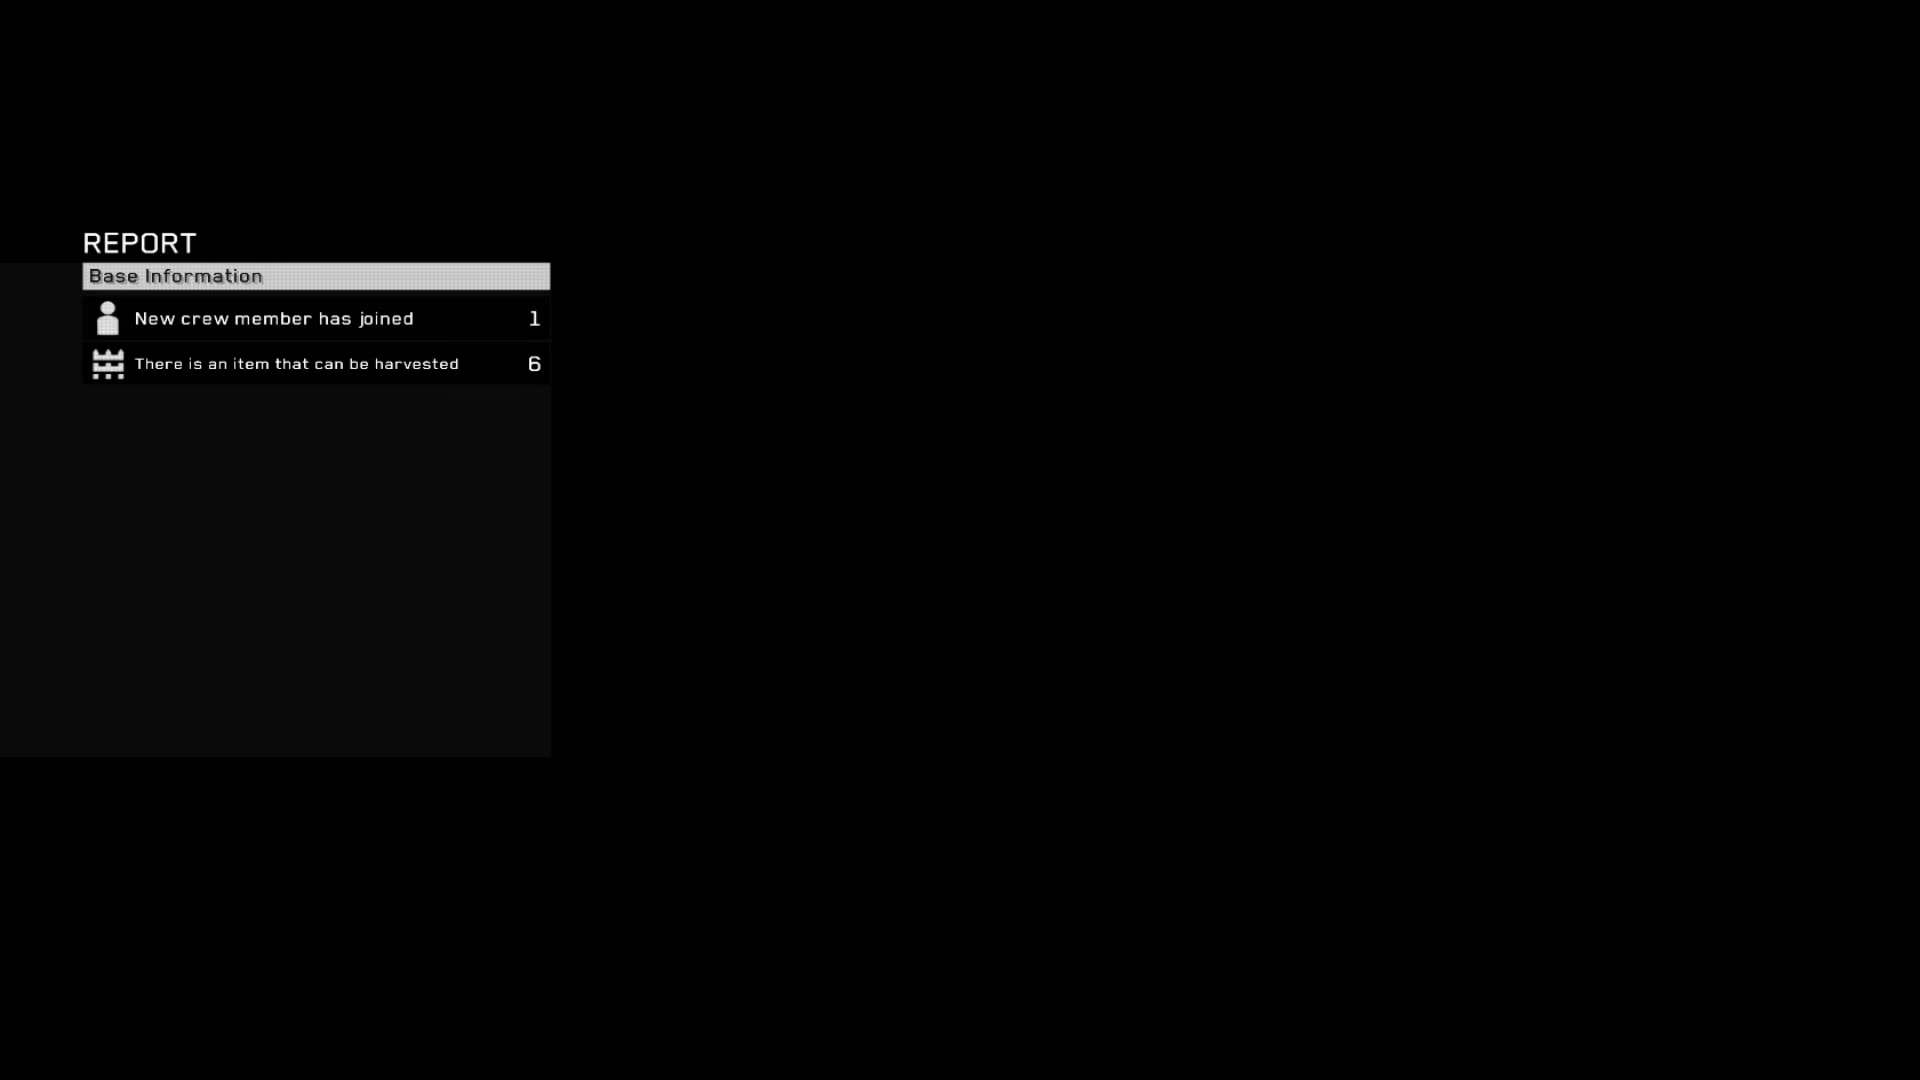 REPORT
Base Information
New crew member has joined 1
There is an item that can be harvested 6